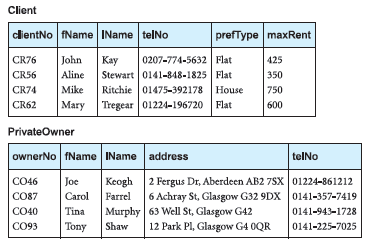 Client
clientNo fName lName telNo prefType maxRent
CR76 John Kay 0207-774-5632 Flat 425
CR56 Aline Stewart 0141-848-1825 Flat 350
CR74 Mike Ritchie 01475-392178 House 750
CR62 Mary Tregear 01224-196720 Flat 600
PrivateOwner
ownerNo fName lName address telNo
CO46 Joe Keogh 2 Fergus Dr, Aberdeen AB2 7SX 01224-861212
CO87 Carol Farrel 6 Achray St, Glasgow G32 9DX 0141-357-7419
CO40 Tina Murphy 63 Well St, Glasgow G42 0141-943-1728
CO93 Tony Shaw 12 Park Pl, Glasgow G4 0QR 0141-225-7025